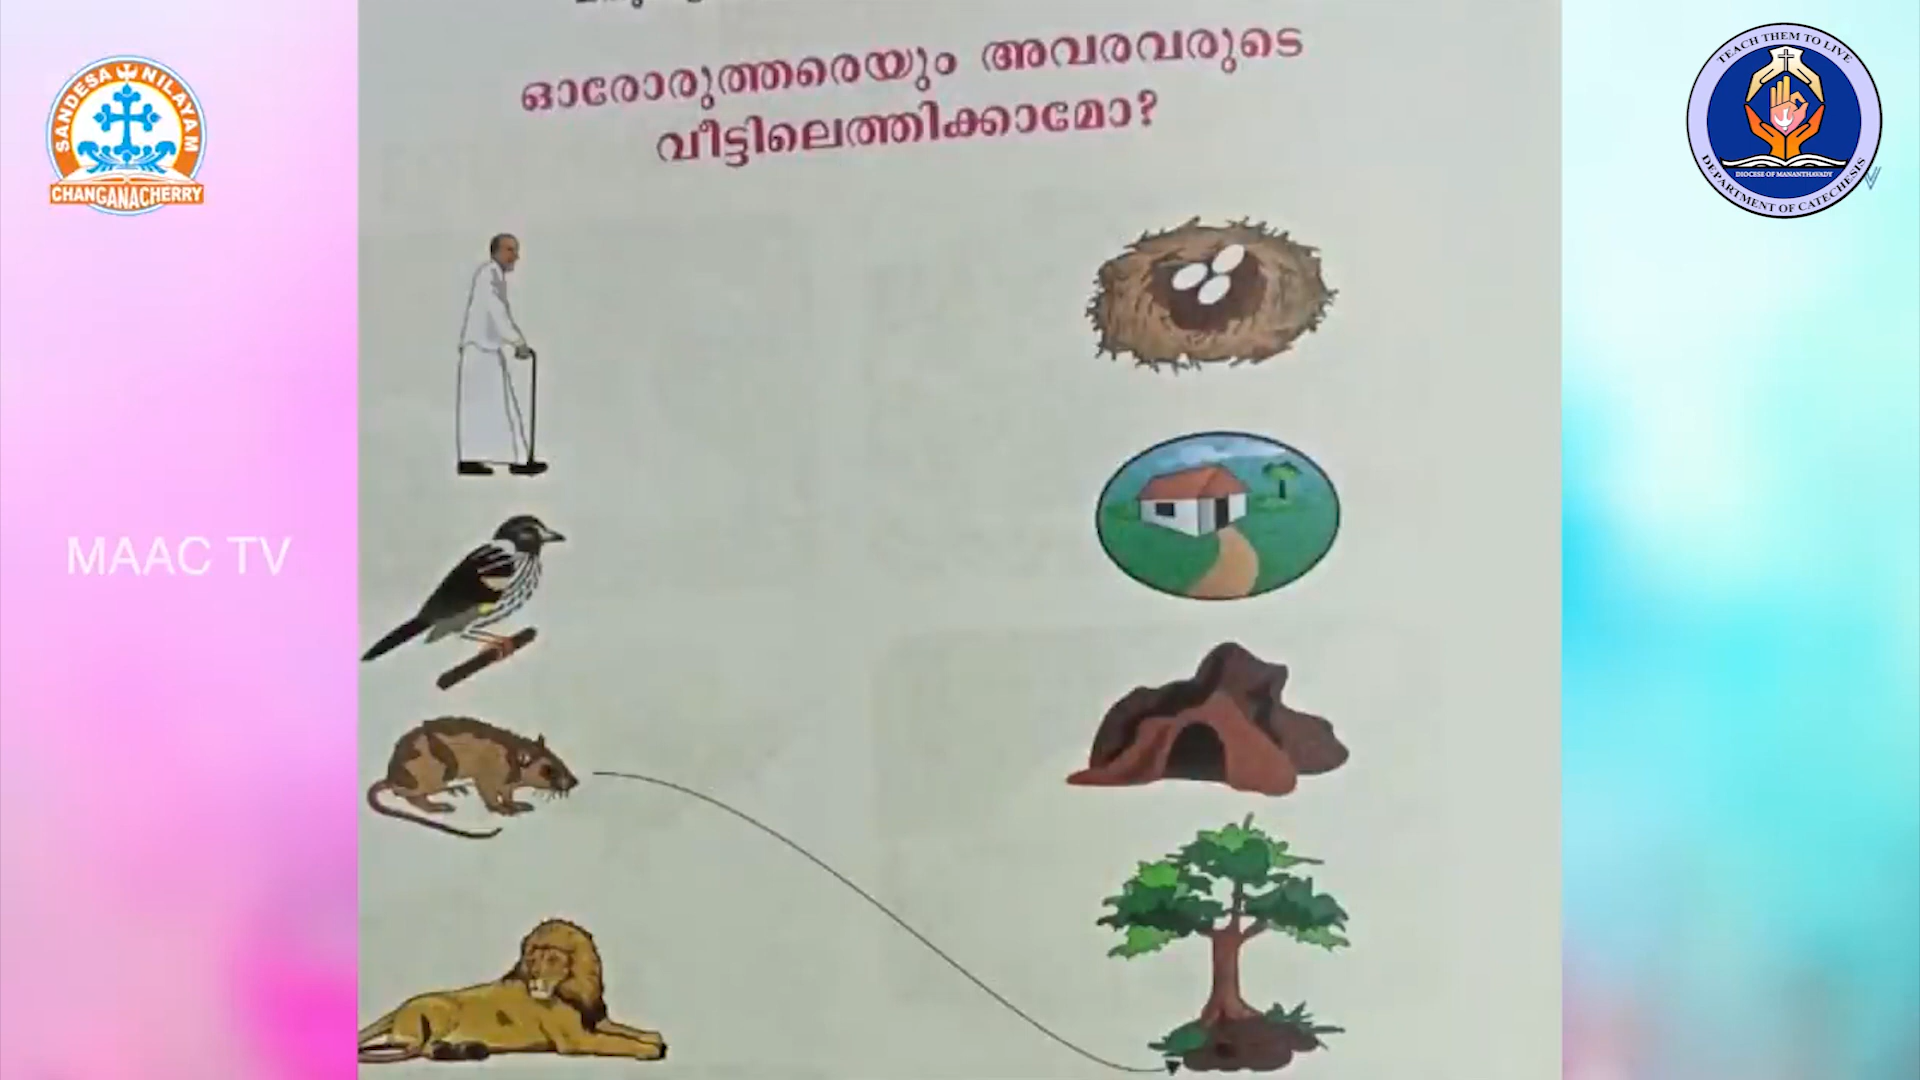 ഓരോരുത്തരെയും അവരവരുടെ
വീട്ടിലെത്തിക്കാമോ?
SANDESA NILAYAM
CHANGANACHERRY
TEACH THEM TO LIVE
DIOCESE OF MANANTHAVADY
DEPARTMENT OF CATECHESIS
MAAC TV